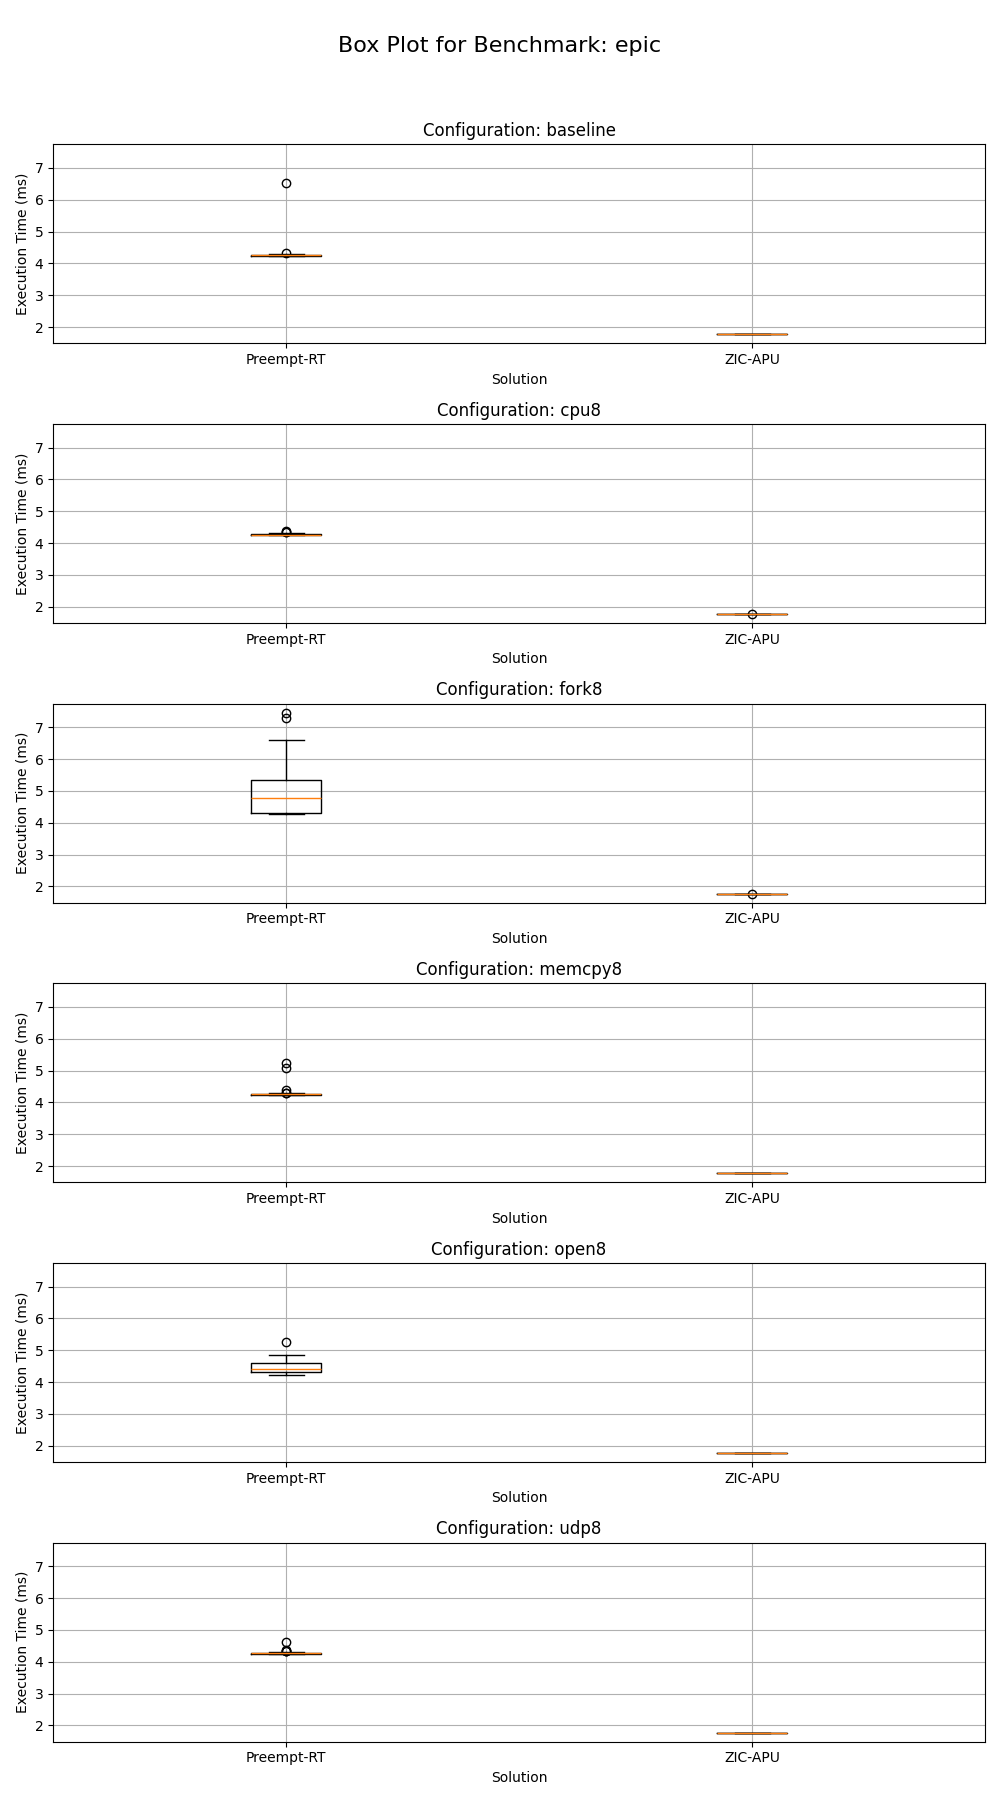 Box Plot for Benchmark: epic
Configuration: baseline
Execution Time (ms)
7
6
5
4
3
2
Preempt-RT
ZIC-APU
Solution
Configuration: cpu8
Execution Time (ms)
7
6
5
4
3
2
Preempt-RT
ZIC-APU
Solution
Configuration: fork8
Execution Time (ms)
7
6
5
4
3
2
Preempt-RT
ZIC-APU
Solution
Configuration: memcpy8
Execution Time (ms)
7
6
5
4
3
2
Preempt-RT
ZIC-APU
Solution
Configuration: open8
Execution Time (ms)
7
6
5
4
3
2
Preempt-RT
ZIC-APU
Solution
Configuration: udp8
Execution Time (ms)
7
6
5
4
3
2
Preempt-RT
ZIC-APU
Solution